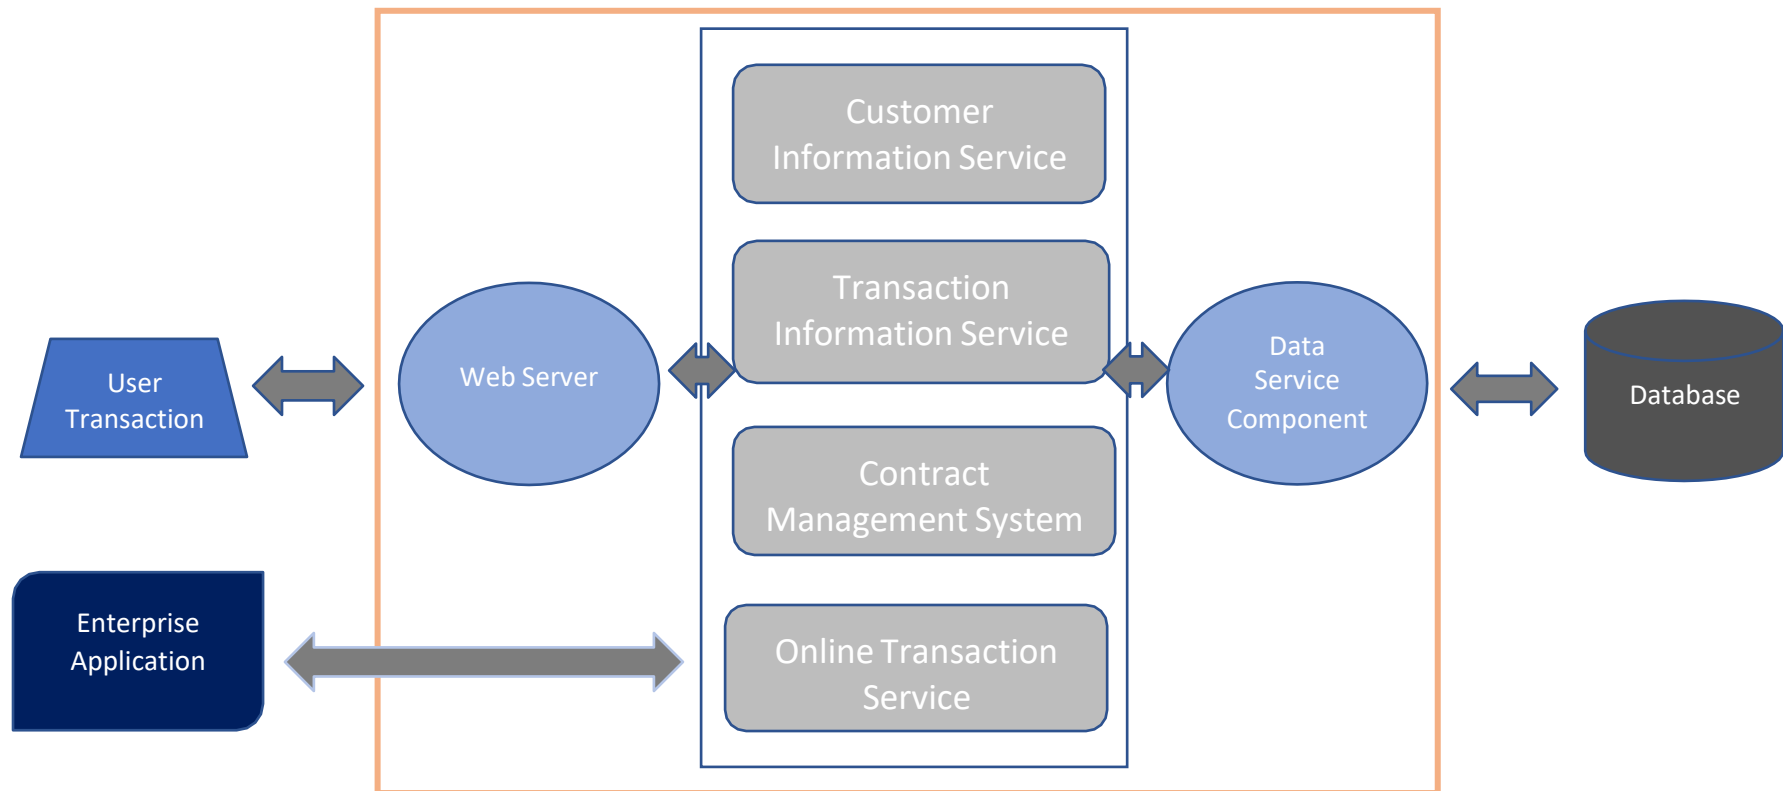 Customer
Information Service
Transaction
Information Service
Web Server
Data
Service
Component
User
Transaction
Database
Contract
Management System
Enterprise
Application
Online Transaction
Service